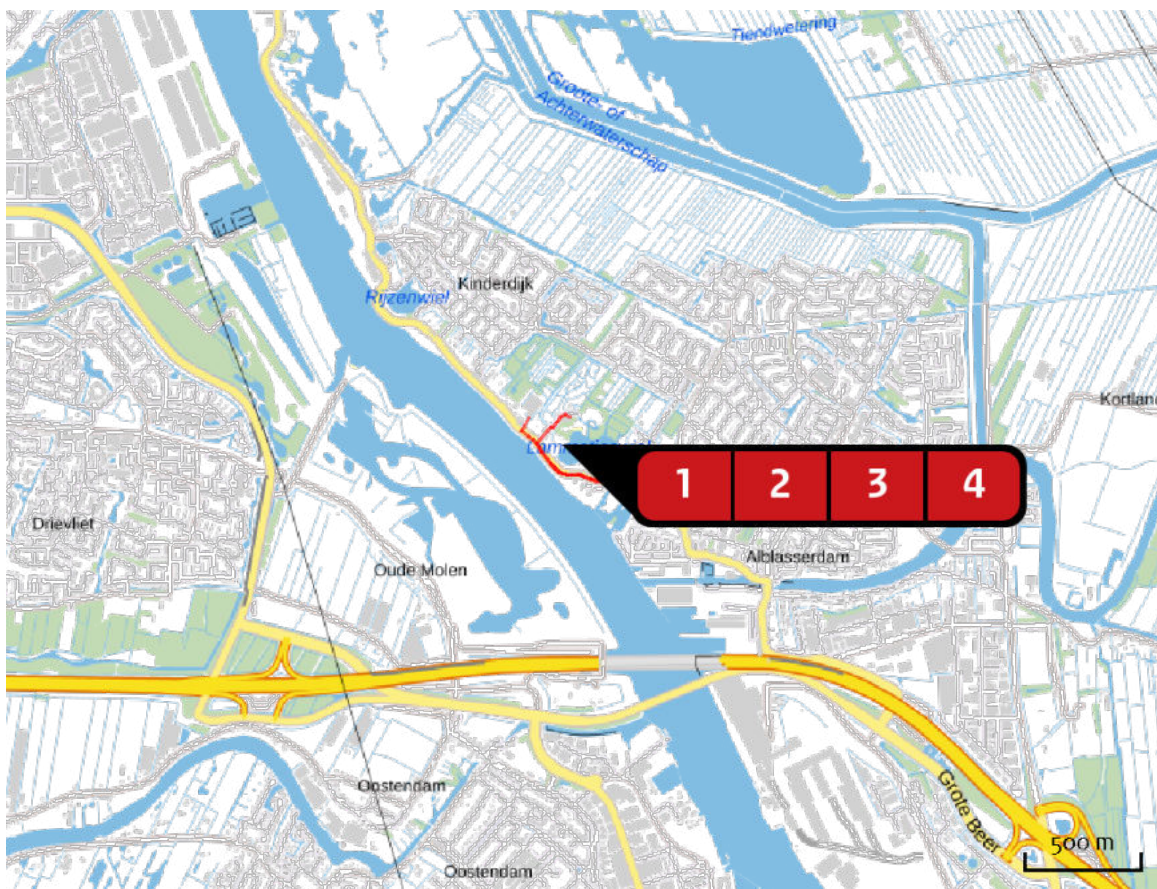 Tiendwetering
Groote- of
Achterwaterschap
Kinderdijk
Rijzenwiel
Kortland
1 2 3 4
Drievliet
Alblasserdam
Oude Molen
Oostendam
Grote Beer
500 m
Oostendam